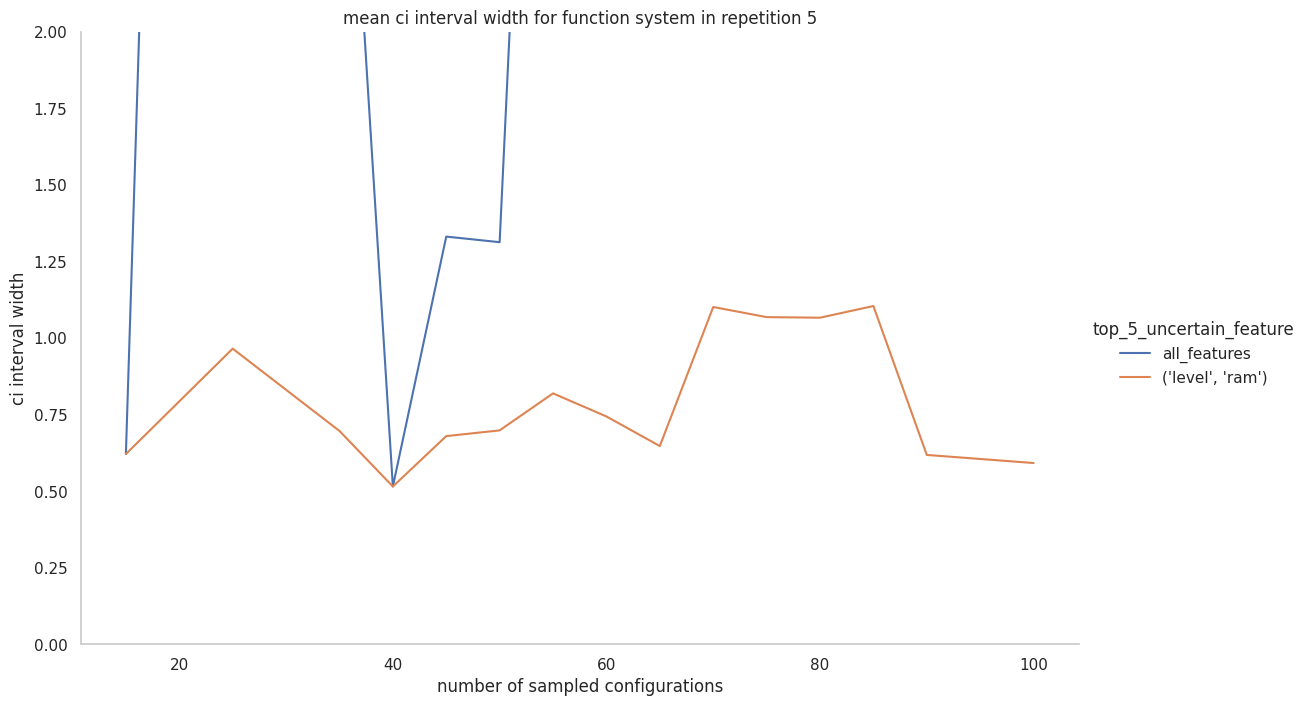 mean ci interval width for function system in repetition 5
2.00
1.75
1.50
1.25
1.00
0.75
0.50
0.25
0.00
ci interval width
20
40
60
80
100
number of sampled configurations
top_5_uncertain_feature
all_features
('level', 'ram')